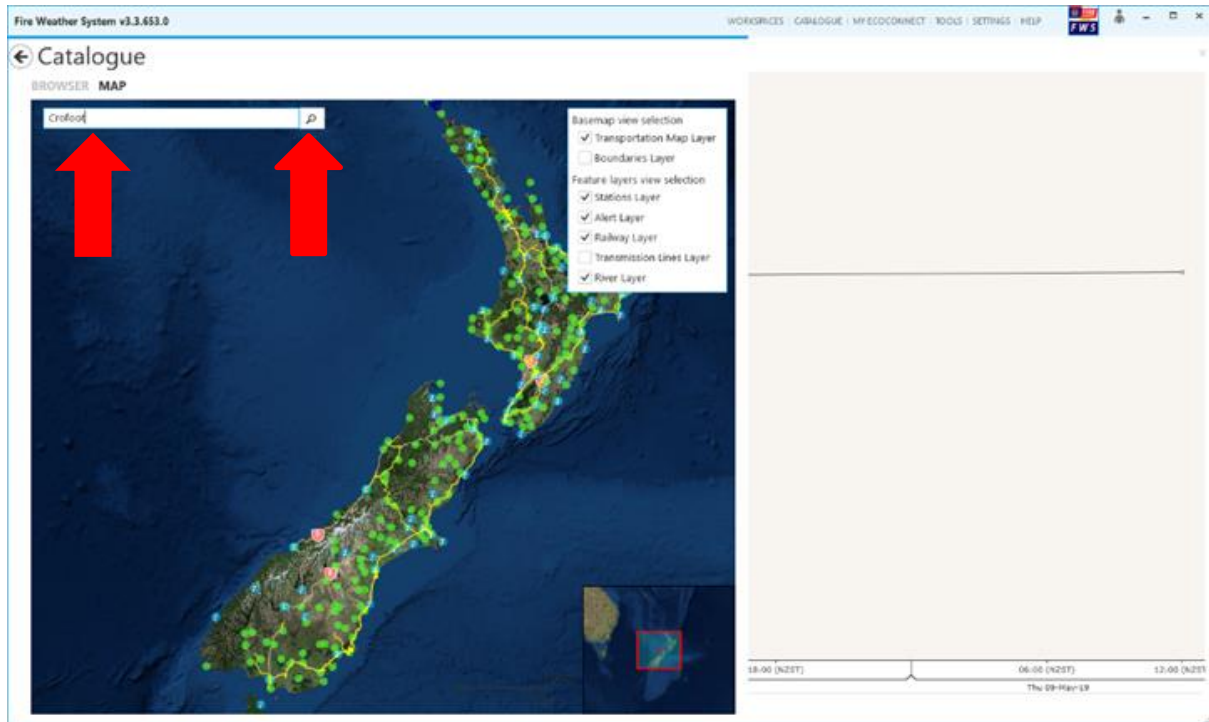 Fire Weather System v3.3.653.0
WORKSPACES | CATALOGUE | MY ECOCONNECT | TOOLS | SETTINGS | HELP
FWS
Catalogue
BROWSER MAP
Crofoot
Basemap view selection
Transportation Map Layer
Boundaries Layer
Feature layers view selection
Stations Layer
Alert Layer
Railway Layer
Transmission Lines Layer
River Layer
18:00 (NZST) 06:00 (NZST) 12:00 (NZST
Thu 09-May-19